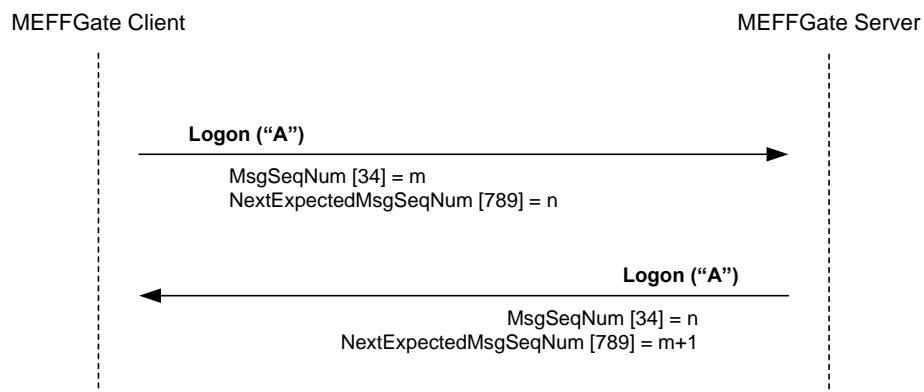 MEFFGate Client
MEFFGate Server
Logon (“A”)
MsgSeqNum [34] = m
NextExpectedMsgSeqNum [789] = n
Logon (“A”)
MsgSeqNum [34] = n
NextExpectedMsgSeqNum [789] = m+1